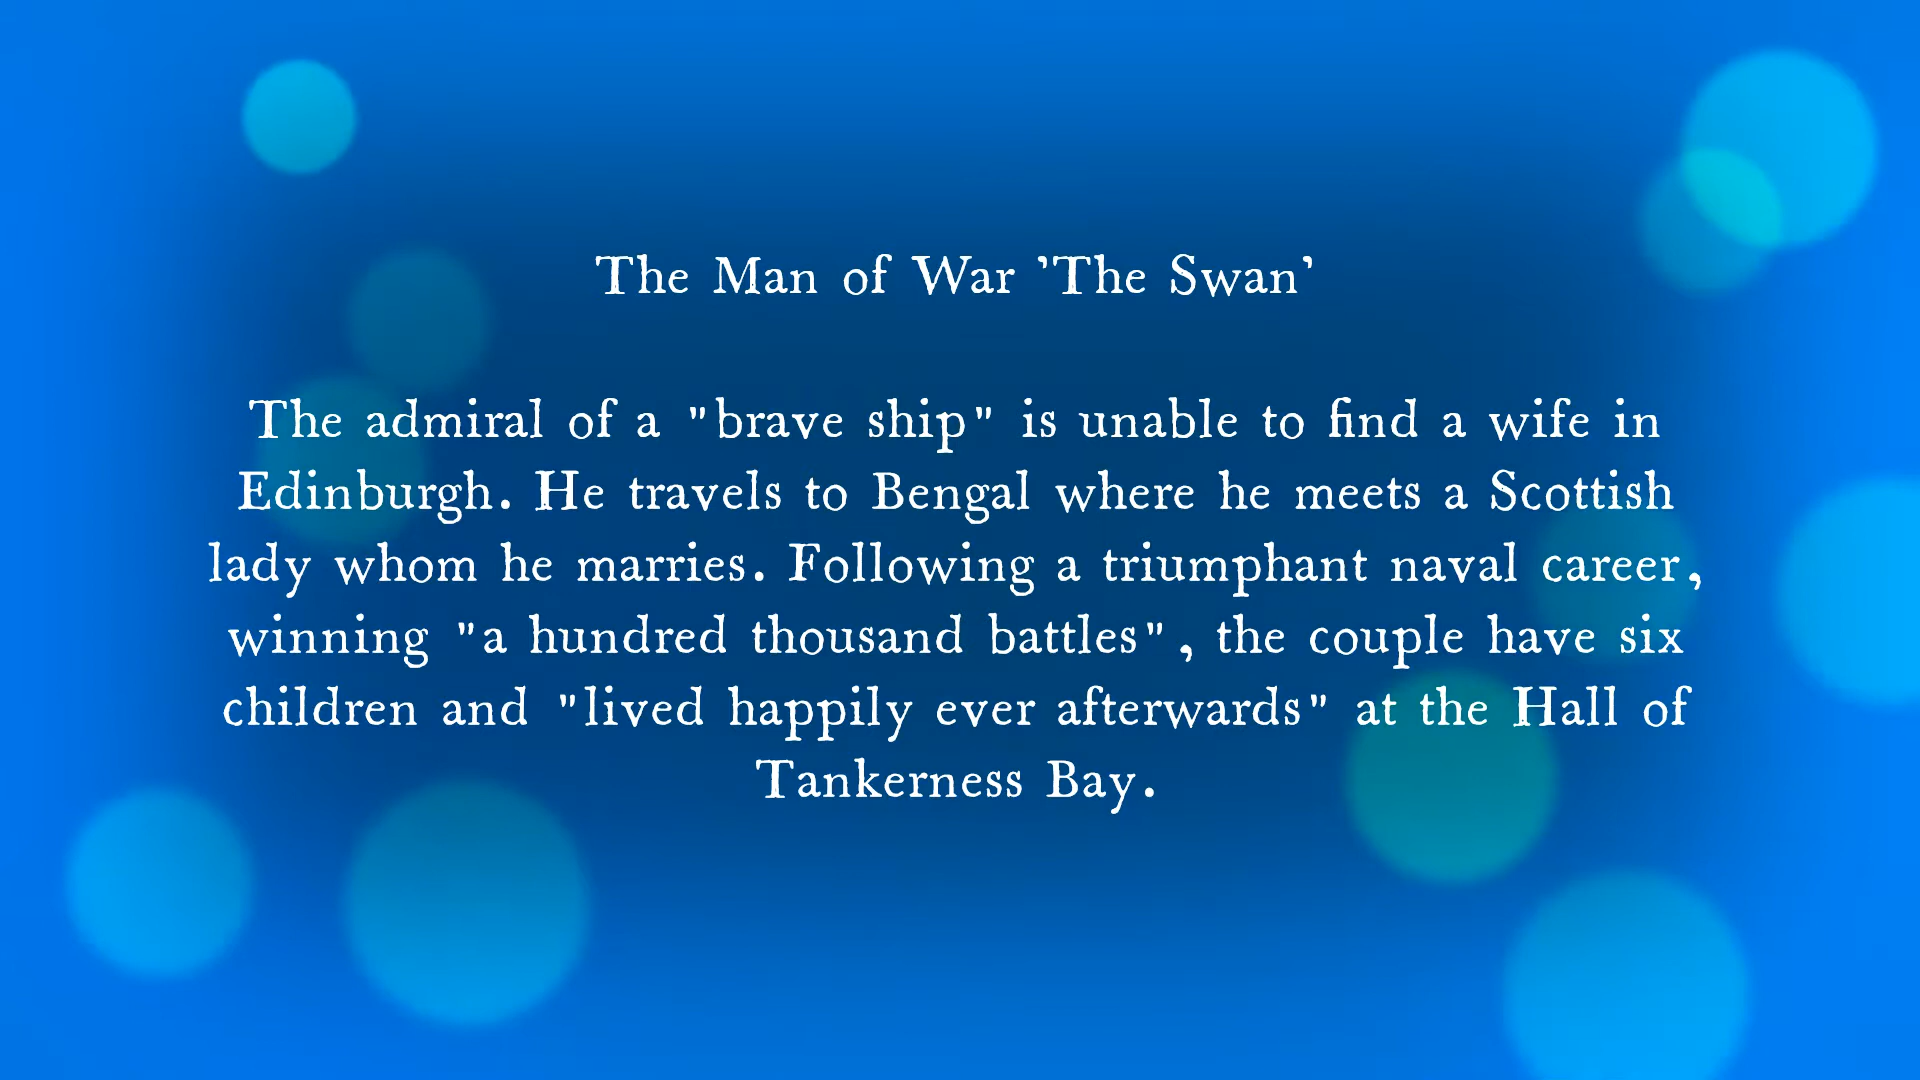 The Man of War 'The Swan'
The admiral of a "brave ship" is unable to find a wife in
Edinburgh. He travels to Bengal where he meets a Scottish
lady whom he marries. Following a triumphant naval career,
winning "a hundred thousand battles", the couple have six
children and "lived happily ever afterwards" at the Hall of
Tankerness Bay.